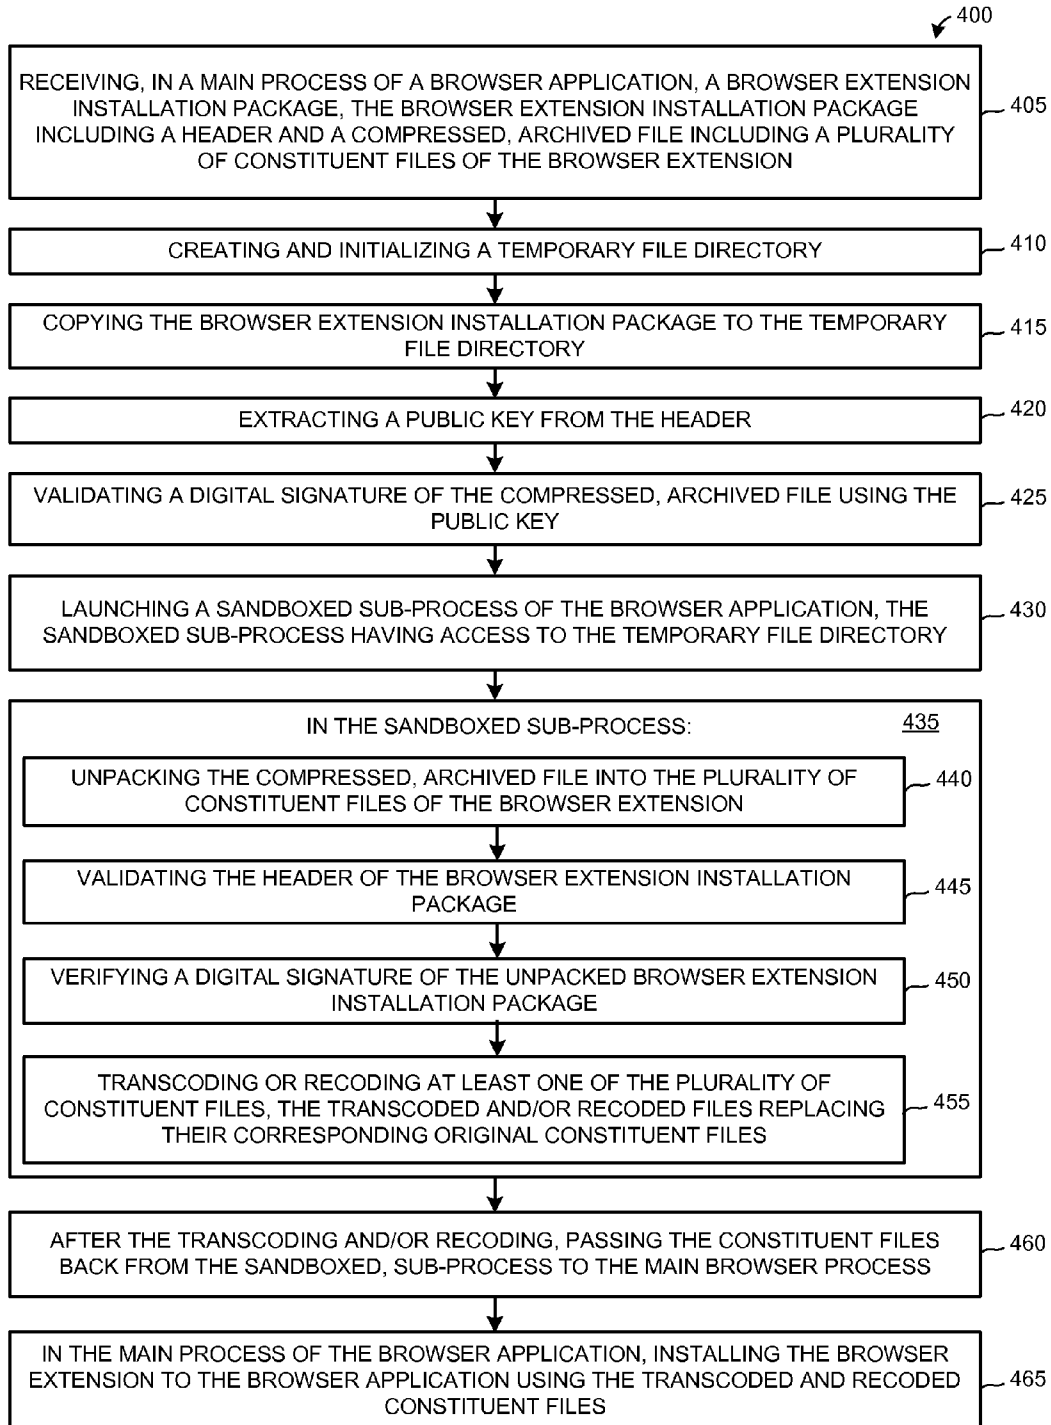 400
RECEIVING, IN A MAIN PROCESS OF A BROWSER APPLICATION, A BROWSER EXTENSION
INSTALLATION PACKAGE, THE BROWSER EXTENSION INSTALLATION PACKAGE
INCLUDING A HEADER AND A COMPRESSED, ARCHIVED FILE INCLUDING A PLURALITY
OF CONSTITUENT FILES OF THE BROWSER EXTENSION
405
CREATING AND INITIALIZING A TEMPORARY FILE DIRECTORY
410
COPYING THE BROWSER EXTENSION INSTALLATION PACKAGE TO THE TEMPORARY
FILE DIRECTORY
415
EXTRACTING A PUBLIC KEY FROM THE HEADER
420
VALIDATING A DIGITAL SIGNATURE OF THE COMPRESSED, ARCHIVED FILE USING THE
PUBLIC KEY
425
LAUNCHING A SANDBOXED SUB-PROCESS OF THE BROWSER APPLICATION, THE
SANDBOXED SUB-PROCESS HAVING ACCESS TO THE TEMPORARY FILE DIRECTORY
430
IN THE SANDBOXED SUB-PROCESS:
435
UNPACKING THE COMPRESSED, ARCHIVED FILE INTO THE PLURALITY OF
CONSTITUENT FILES OF THE BROWSER EXTENSION
440
VALIDATING THE HEADER OF THE BROWSER EXTENSION INSTALLATION
PACKAGE
445
VERIFYING A DIGITAL SIGNATURE OF THE UNPACKED BROWSER EXTENSION
INSTALLATION PACKAGE
450
TRANSCODING OR RECODING AT LEAST ONE OF THE PLURALITY OF
CONSTITUENT FILES, THE TRANSCODED AND/OR RECODED FILES REPLACING
THEIR CORRESPONDING ORIGINAL CONSTITUENT FILES
455
AFTER THE TRANSCODING AND/OR RECODING, PASSING THE CONSTITUENT FILES
BACK FROM THE SANDBOXED, SUB-PROCESS TO THE MAIN BROWSER PROCESS
460
IN THE MAIN PROCESS OF THE BROWSER APPLICATION, INSTALLING THE BROWSER
EXTENSION TO THE BROWSER APPLICATION USING THE TRANSCODED AND RECODED
CONSTITUENT FILES
465